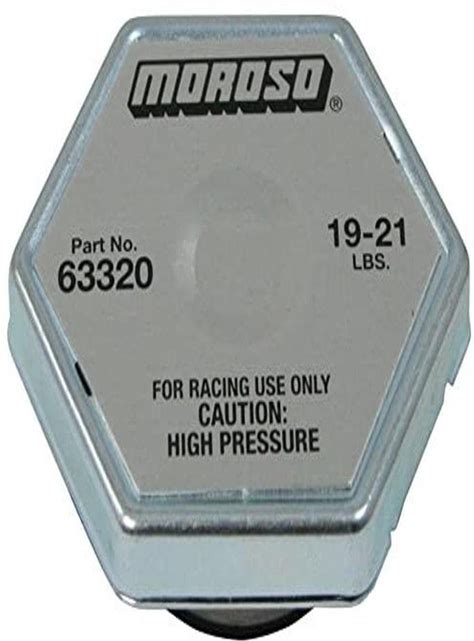 MOROSO®
Part No.
63320
19-21
LBS.
FOR RACING USE ONLY
CAUTION:
HIGH PRESSURE